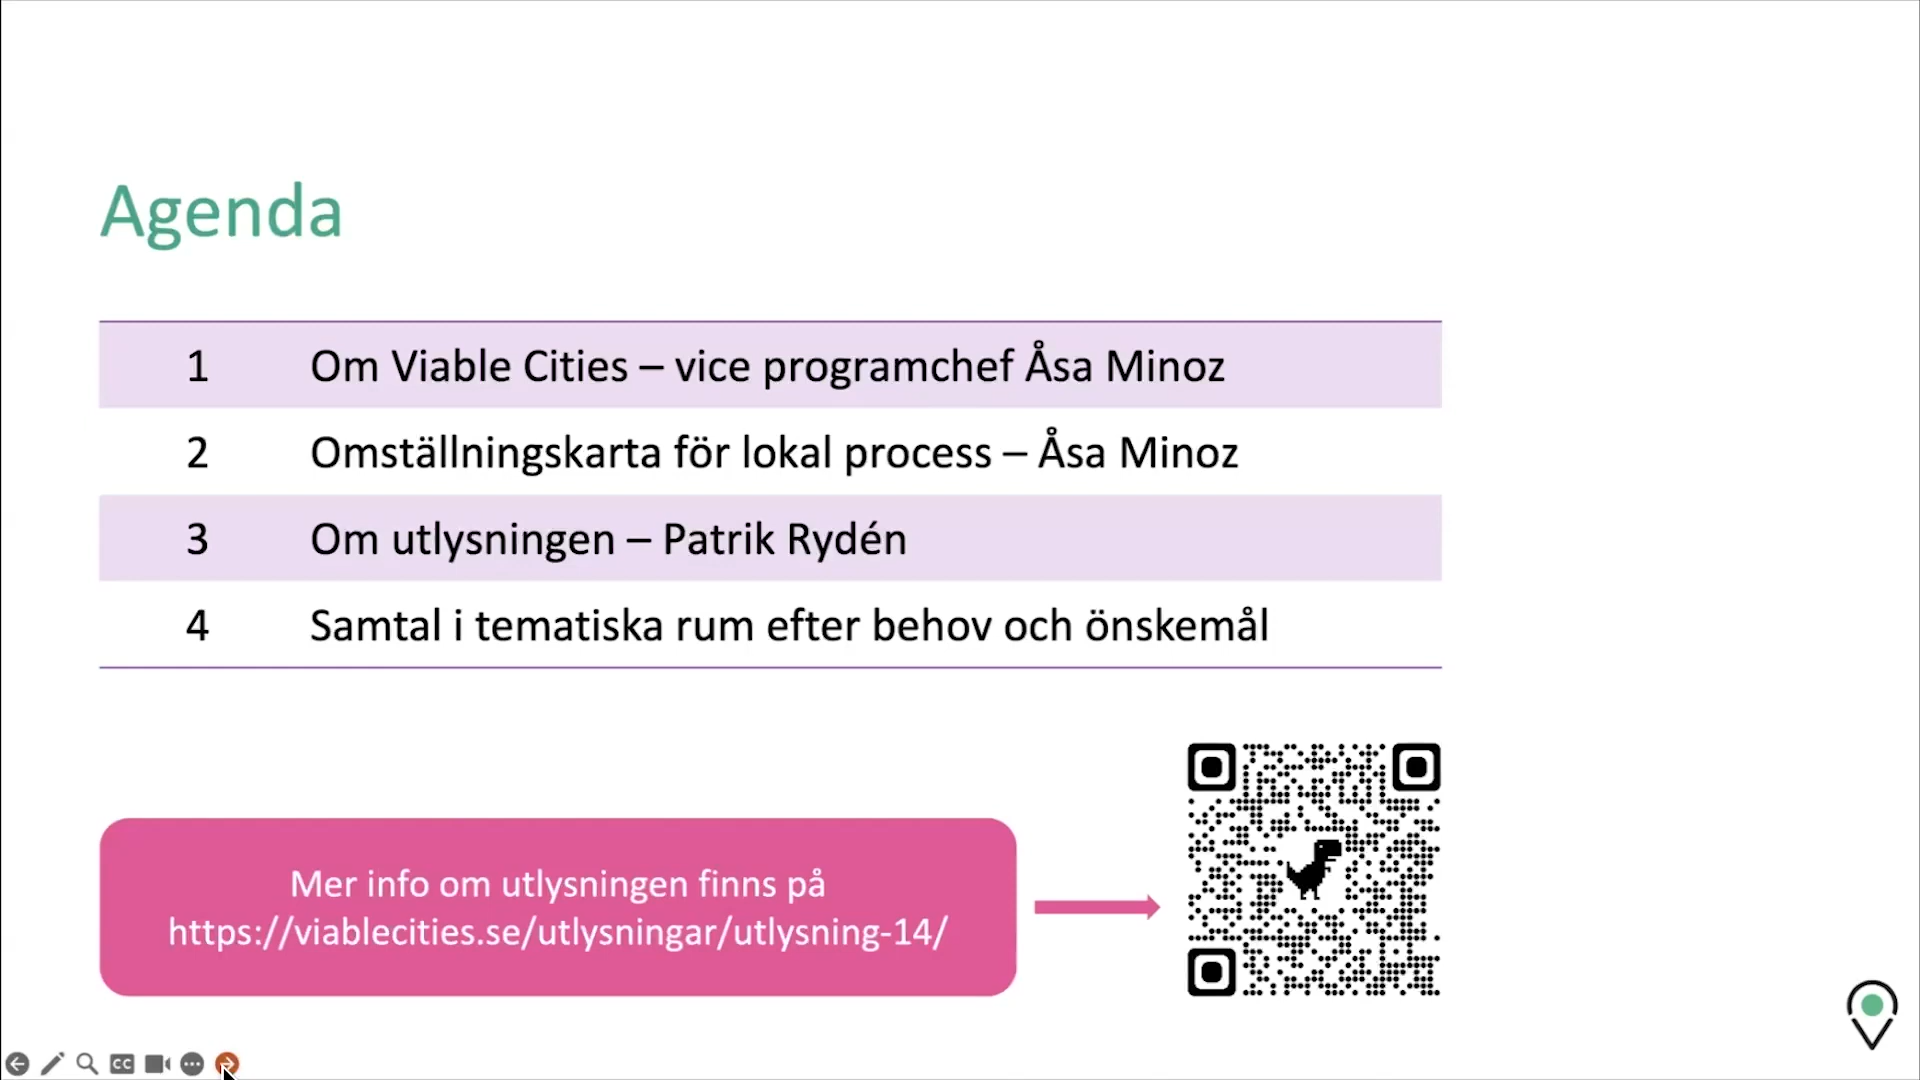 Agenda
1 Om Viable Cities – vice programchef Åsa Minoz
2 Omställningskarta för lokal process – Åsa Minoz
3 Om utlysningen – Patrik Rydén
4 Samtal i tematiska rum efter behov och önskemål
Mer info om utlysningen finns på
https://viablecities.se/utlysningar/utlysning-14/
CC